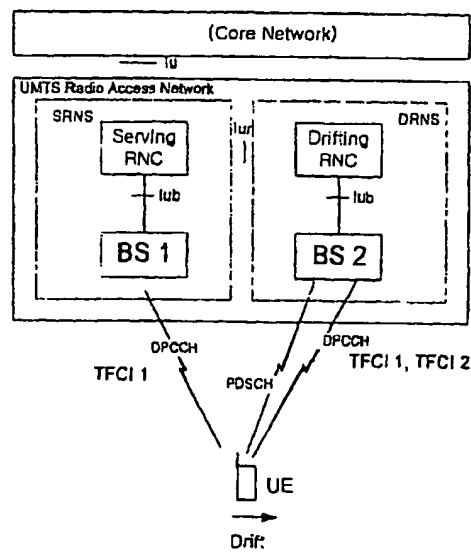 (Core Network)
Iu
UMTS Radio Access Network
SRNS
DRNS
Serving
RNC
Iur
Drifting
RNC
Iub
Iub
BS 1
BS 2
DPCCH
DPCCH
TFCI 1
PDSCH
TFCI 1, TFCI 2
UE
Drift